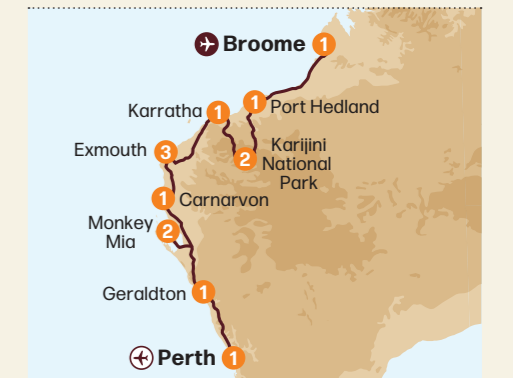 Broome 1
Karratha 1
1 Port Hedland
Exmouth 3
2 Karijini
National
Park
1 Carnarvon
Monkey 2
Mia
Geraldton 1
Perth 1